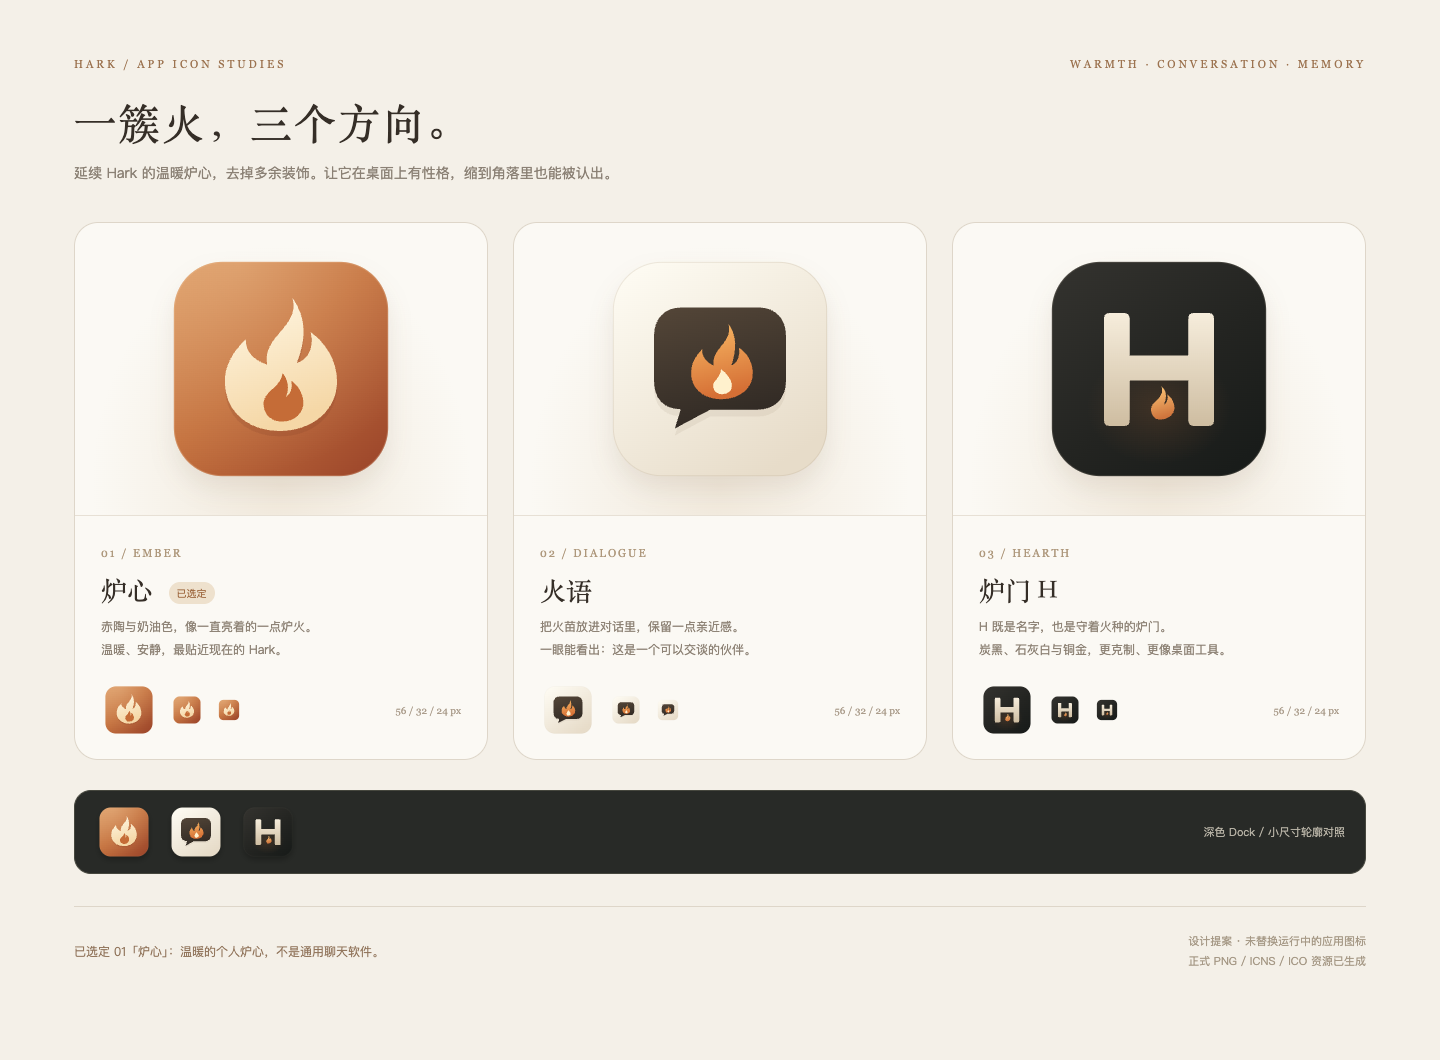 HARK / APP ICON STUDIES
WARMTH · CONVERSATION · MEMORY
一簇火，三个方向。
延续 Hark 的温暖炉心，去掉多余装饰。让它在桌面上有性格，缩到角落里也能被认出。
H
01 / EMBER
炉心
已选定
赤陶与奶油色，像一直亮着的一点炉火。
温暖、安静，最贴近现在的 Hark。
56 / 32 / 24 px
02 / DIALOGUE
火语
把火苗放进对话里，保留一点亲近感。
一眼能看出：这是一个可以交谈的伙伴。
56 / 32 / 24 px
03 / HEARTH
炉门 H
H 既是名字，也是守着火种的炉门。
炭黑、石灰白与铜金，更克制、更像桌面工具。
H H H
56 / 32 / 24 px
H
深色 Dock / 小尺寸轮廓对照
已选定 01「炉心」：温暖的个人炉心，不是通用聊天软件。
设计提案 · 未替换运行中的应用图标
正式 PNG / ICNS / ICO 资源已生成